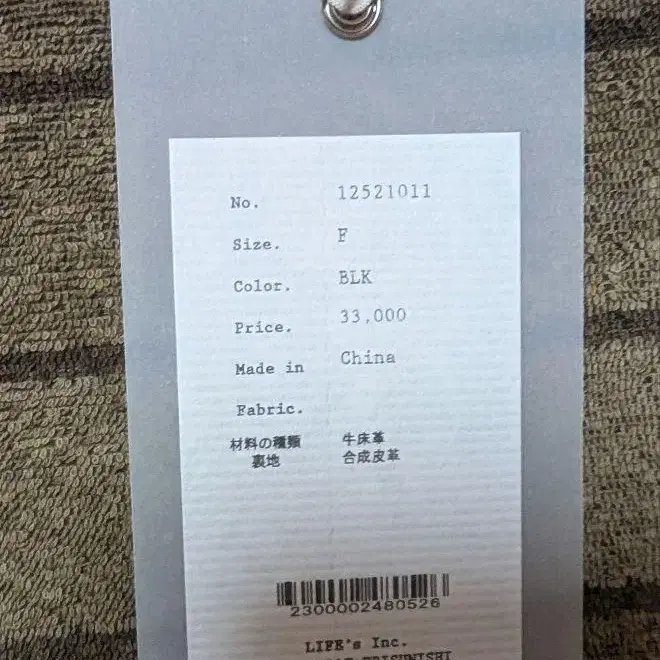 No. 12521011
Size. F
Color. BLK
Price. 33,000
Made in China
Fabric.
材料の種類 牛床革
裏地 合成皮革
2300002480526
LIFE's Inc.